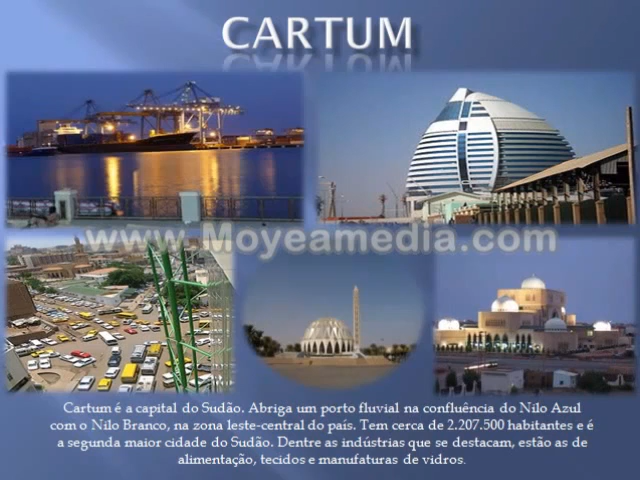 CARTUM
www.Moyeamedia.com
Cartum é a capital do Sudão. Abriga um porto fluvial na confluência do Nilo Azul
com o Nilo Branco, na zona leste-central do país. Tem cerca de 2.207.500 habitantes e é
a segunda maior cidade do Sudão. Dentre as indústrias que se destacam, estão as de
alimentação, tecidos e manufaturas de vidros.